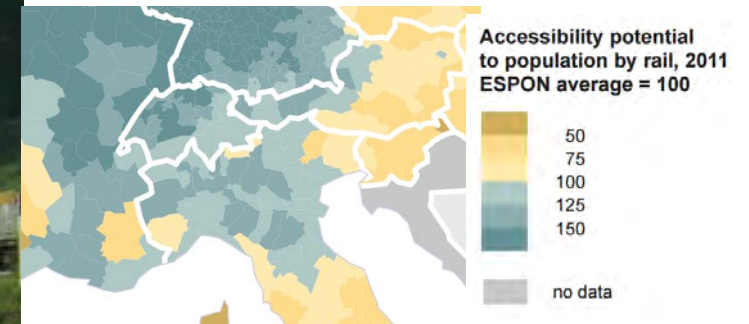 Accessibility potential
to population by rail, 2011
ESPON average = 100
50
75
100
125
150
no data